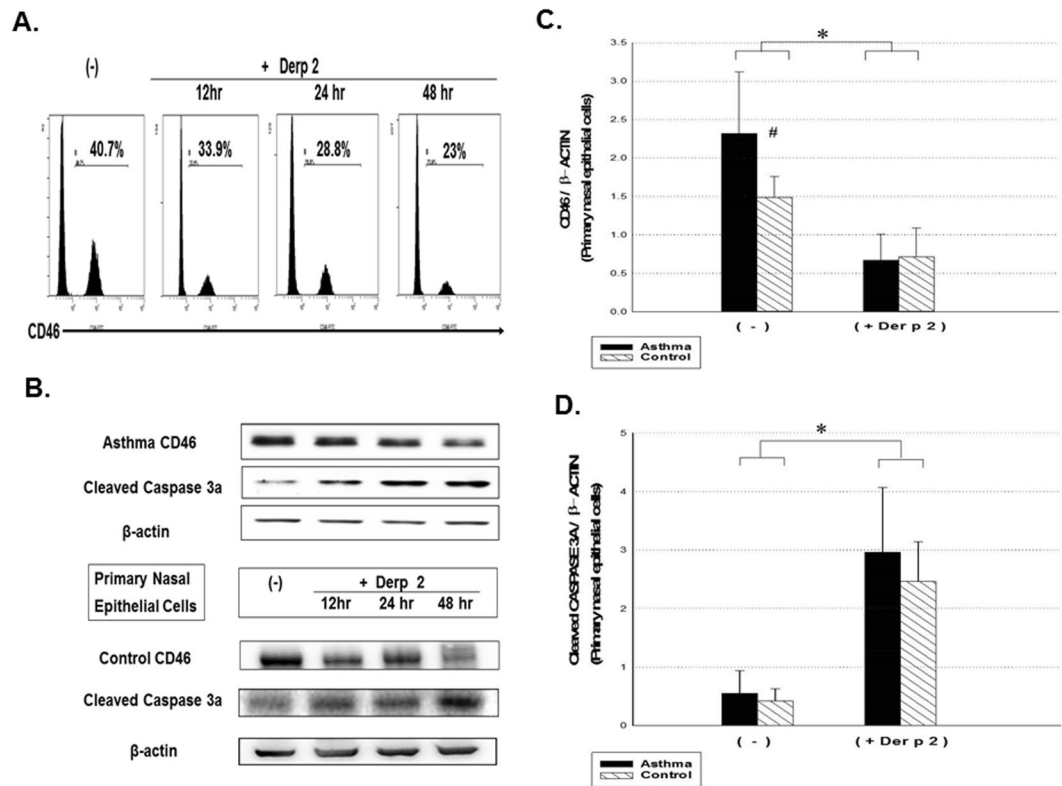 A.
(-)
+ Derp 2
12hr
24 hr
48 hr
40.7%
33.9%
28.8%
23%
CD46
B.
Asthma CD46
Cleaved Caspase 3a
β-actin
Primary Nasal
Epithelial Cells
(-)
+ Derp 2
12hr
24 hr
48 hr
Control CD46
Cleaved Caspase 3a
β-actin
C.
CD46 / β- ACTIN
(Primary nasal epithelial cells)
3.5
3.0
2.5
2.0
1.5
1.0
0.5
0.0
*
#
( - )
( + Der p 2 )
Asthma
Control
D.
Cleaved CASPASE 3A / β- ACTIN
(Primary nasal epithelial cells)
5
4
3
2
1
0
*
( - )
( + Der p 2 )
Asthma
Control